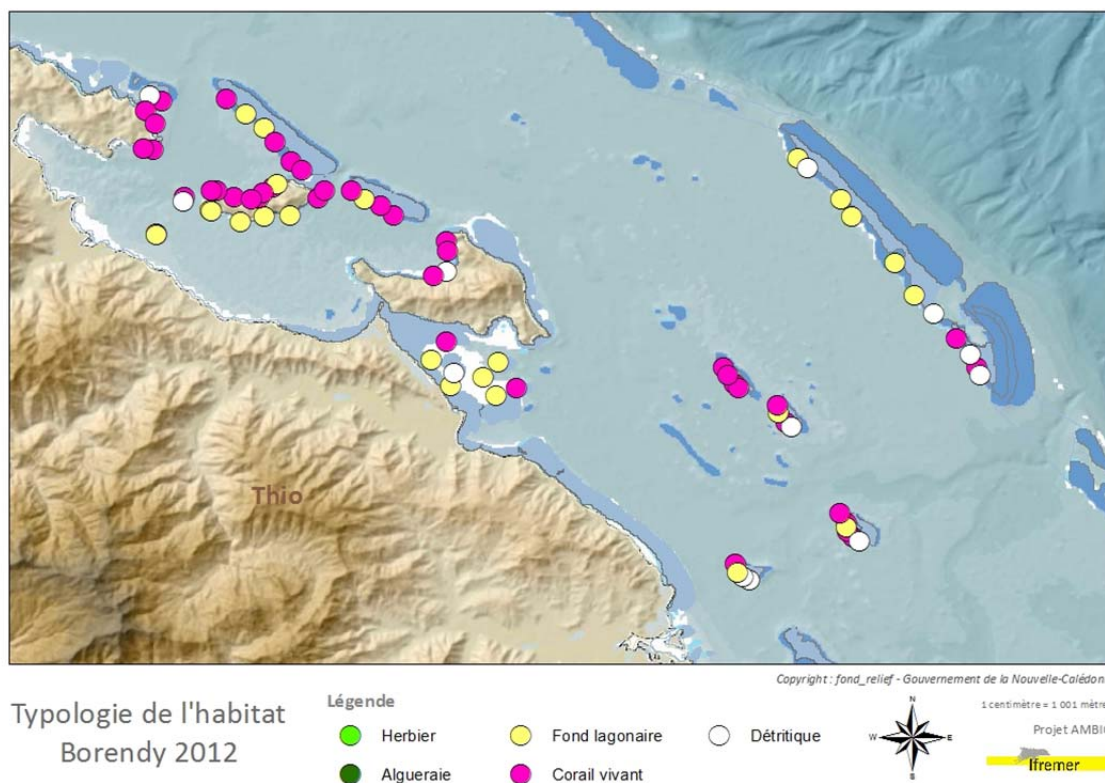 Thio
Copyright : fond_relief - Gouvernement de la Nouvelle-Calédon
Typologie de l'habitat
Borendy 2012
Légende
Herbier
Fond lagonaire
Détritique
Algueraie
Corail vivant
N
W
E
S
1 centimètre = 1 001 mètre
Projet AMBI
Ifremer